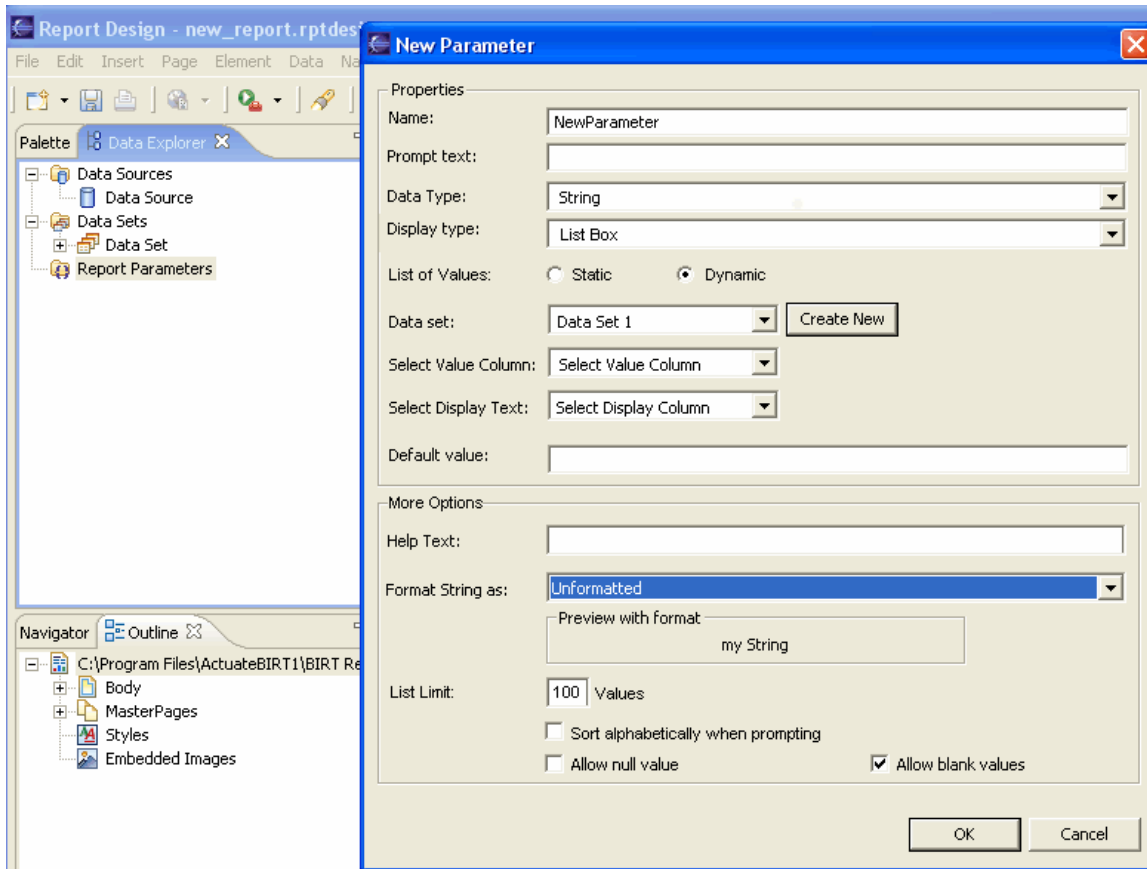 Report Design - new_report.rptdes
File Edit Insert Page Element Data Na
Palette Data Explorer
Data Sources
Data Source
Data Sets
Data Set
Report Parameters
Navigator Outline
C:\Program Files\ActuateBIRT1\BIRT Re
Body
MasterPages
Styles
Embedded Images
New Parameter
Properties
Name: NewParameter
Prompt text:
Data Type: String
Display type: List Box
List of Values: Static Dynamic
Data set: Data Set 1 Create New
Select Value Column: Select Value Column
Select Display Text: Select Display Column
Default value:
More Options
Help Text:
Format String as: Unformatted
Preview with format
my String
List Limit: 100 Values
Sort alphabetically when prompting
Allow null value Allow blank values
OK Cancel